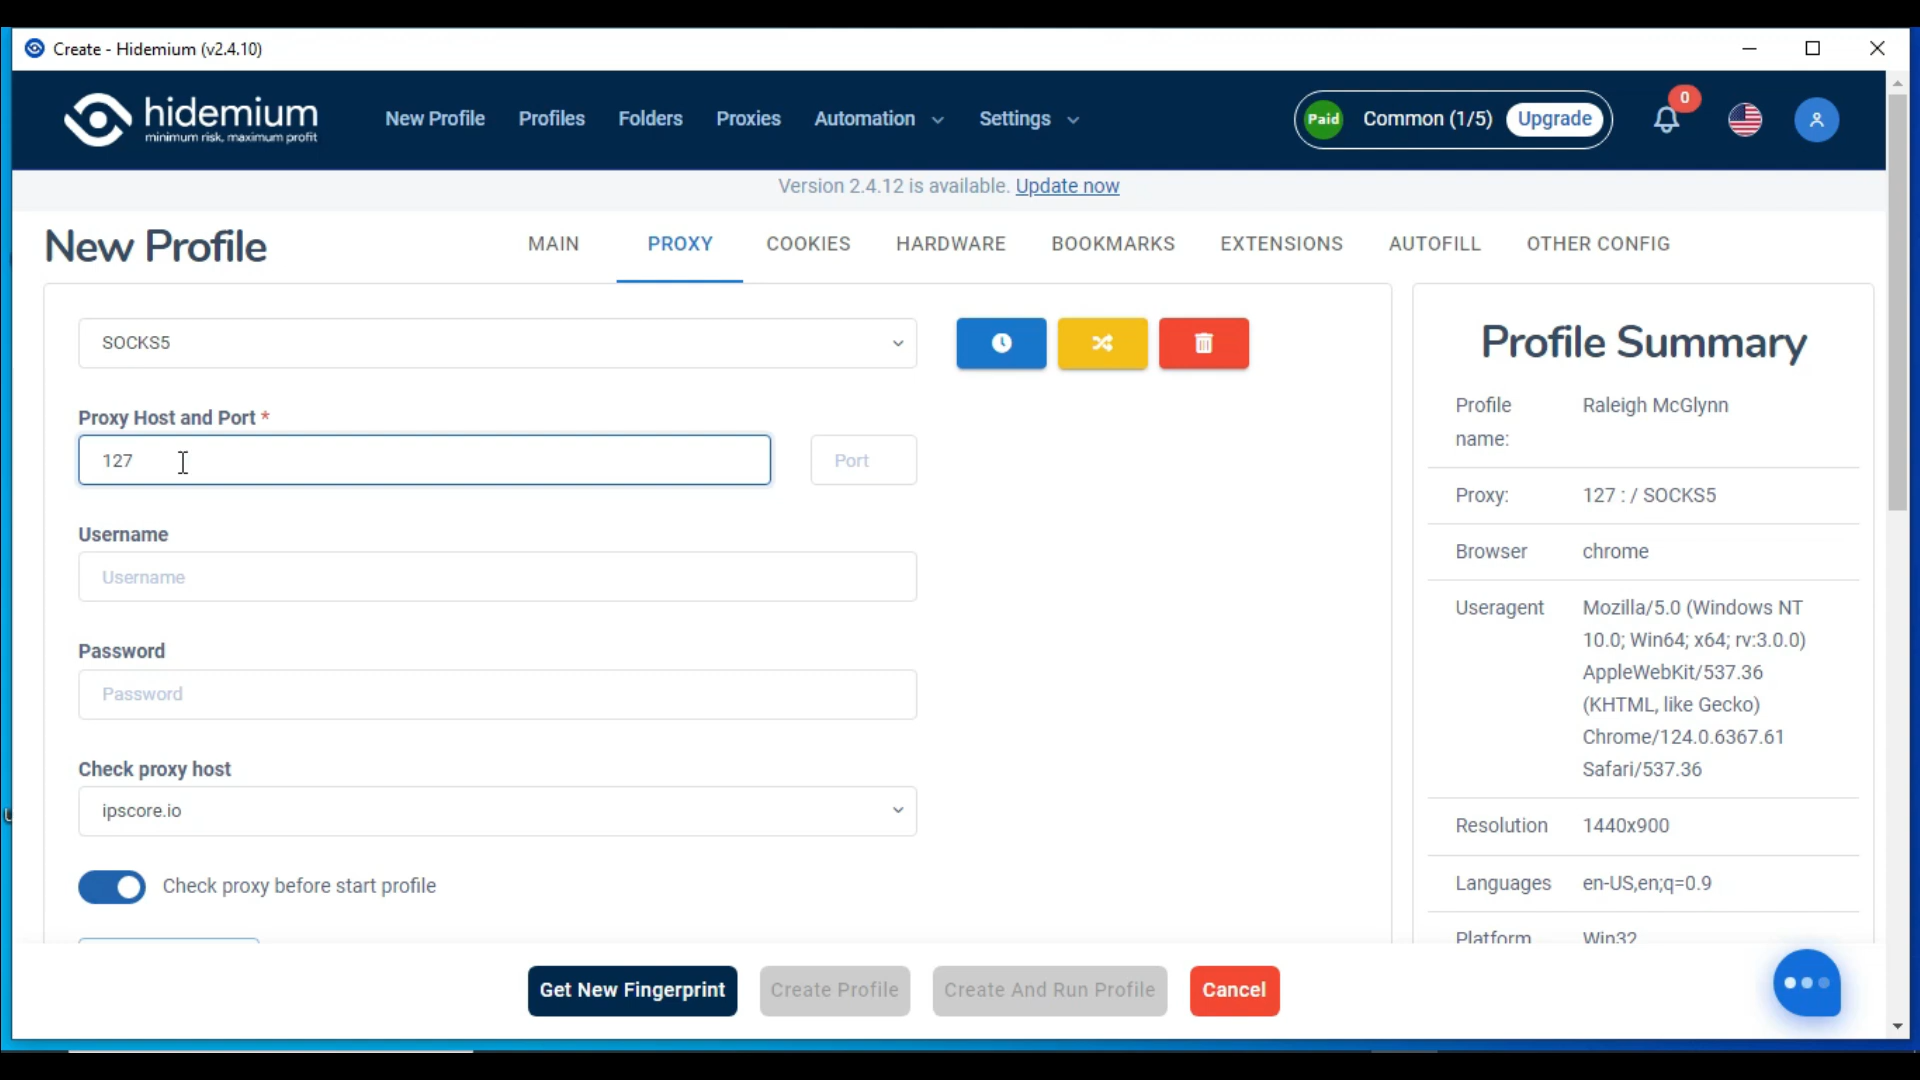 Create - Hidemium (v2.4.10)
hidemium
minimum risk, maximum profit
New Profile
Profiles
Folders
Proxies
Automation
Settings
Paid
Common (1/5)
Upgrade
0
Version 2.4.12 is available. Update now
New Profile
MAIN
PROXY
COOKIES
HARDWARE
BOOKMARKS
EXTENSIONS
AUTOFILL
OTHER CONFIG
SOCKS5
Proxy Host and Port *
127
Port
Username
Username
Password
Password
Check proxy host
ipscore.io
Check proxy before start profile
Profile Summary
Profile name:
Raleigh McGlynn
Proxy:
127 : / SOCKS5
Browser
chrome
Useragent
Mozilla/5.0 (Windows NT
10.0; Win64; x64; rv:3.0.0)
AppleWebKit/537.36
(KHTML, like Gecko)
Chrome/124.0.6367.61
Safari/537.36
Resolution
1440x900
Languages
en-US,en;q=0.9
Platform
Win32
Get New Fingerprint
Create Profile
Create And Run Profile
Cancel